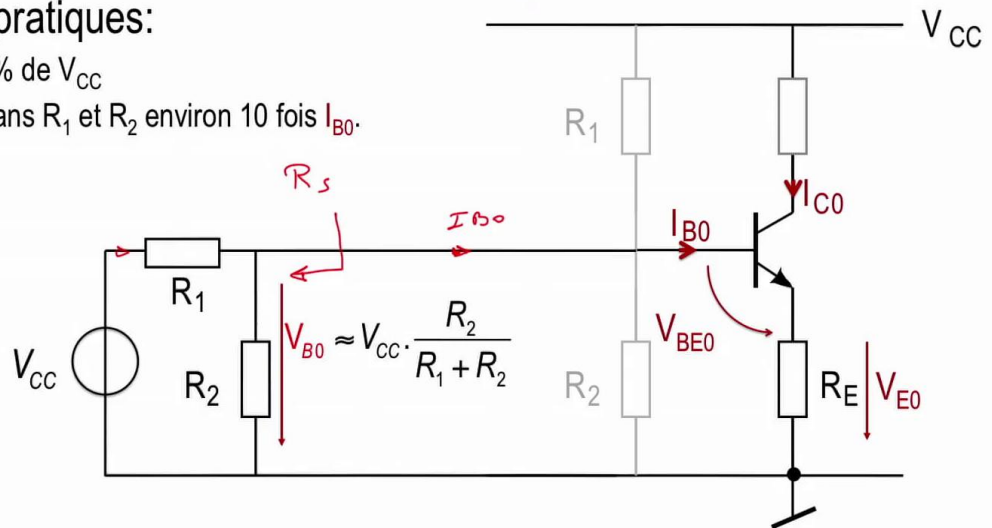 pratiques:
% de V_CC
ans R_1 et R_2 environ 10 fois I_B0.
V_CC
R_1
I_C0
R_S
I_B0
I_B0
R_1
V_B0 ≈ V_CC · R_2 / (R_1 + R_2)
V_BE0
V_CC
R_2
R_2
R_E
V_E0